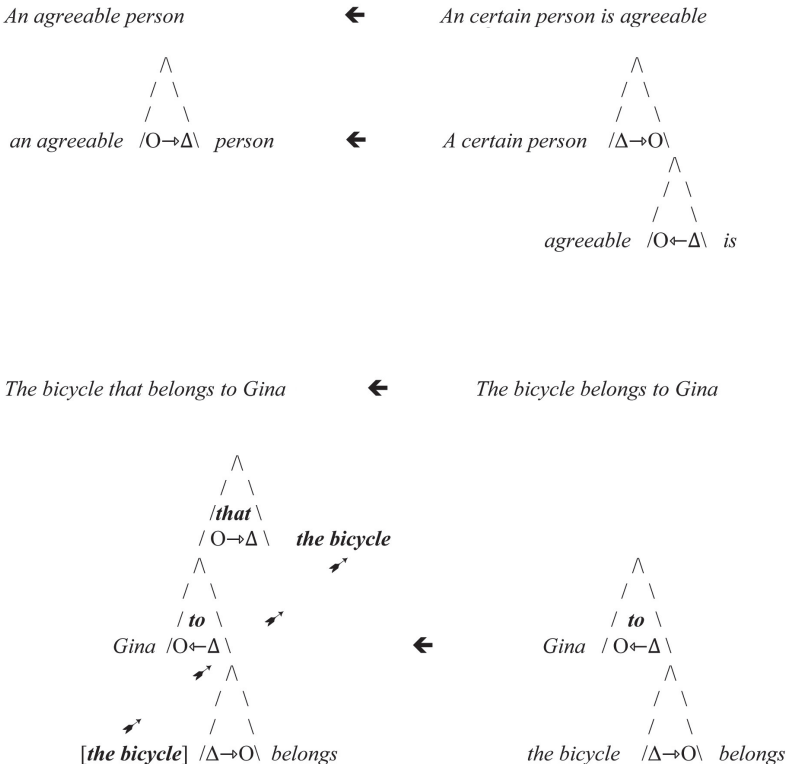 An agreeable person 🡰 An certain person is agreeable
/\ /\
/ \ / \
/ \ / \
an agreeable /O→Δ\ person 🡰 A certain person /Δ→O\
/\
/ \
/ \
agreeable /O←Δ\ is
The bicycle that belongs to Gina 🡰 The bicycle belongs to Gina
/\
/ \
/that \
/ O→Δ \ the bicycle
/\ /\
/ \ / \
/ to \ / to \
Gina /O←Δ \ 🡰 Gina / O←Δ \
/\ /\
/ \ / \
/ \ / \
[the bicycle] /Δ→O\ belongs the bicycle /Δ→O\ belongs